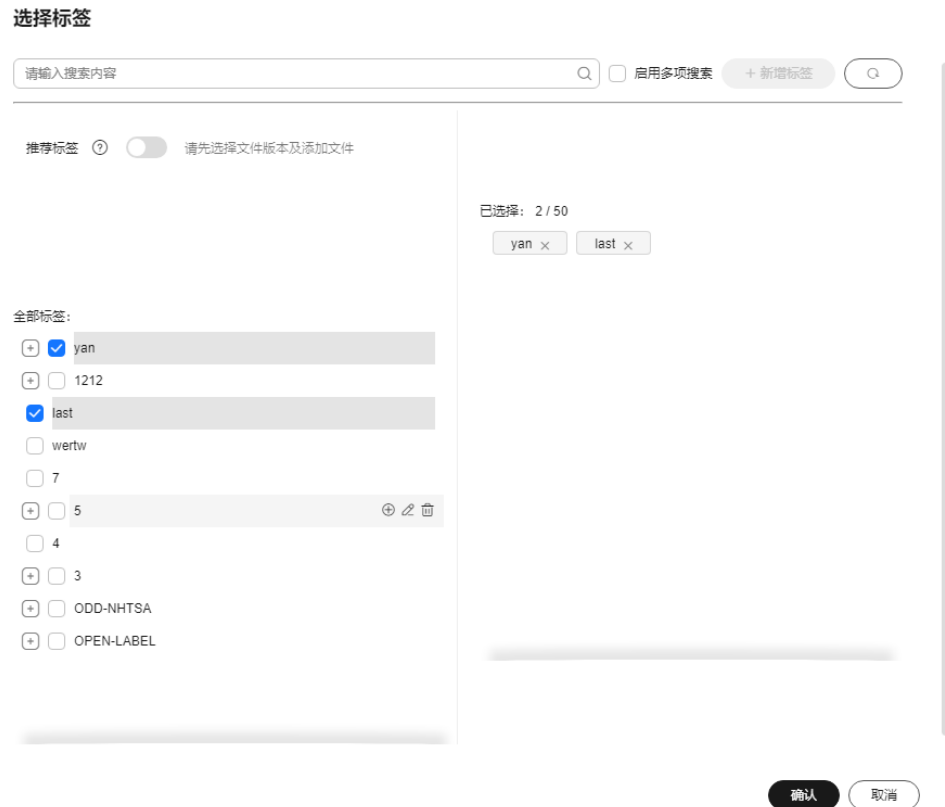 选择标签
请输入搜索内容
启用多项搜索
+ 新增标签
推荐标签 ? 请先选择文件版本及添加文件
已选择： 2 / 50
yan × last ×
全部标签：
yan
1212
last
wertw
7
5
4
3
ODD-NHTSA
OPEN-LABEL
确认 取消